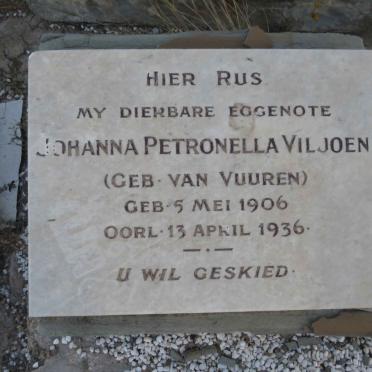 HIER RUS
MY DIERBARE EGGENOTE
JOHANNA PETRONELLA VILJOEN
(GEB. VAN VUUREN)
GEB. 5 MEI 1906
OORL. 13 APRIL 1936.
U WIL GESKIED.